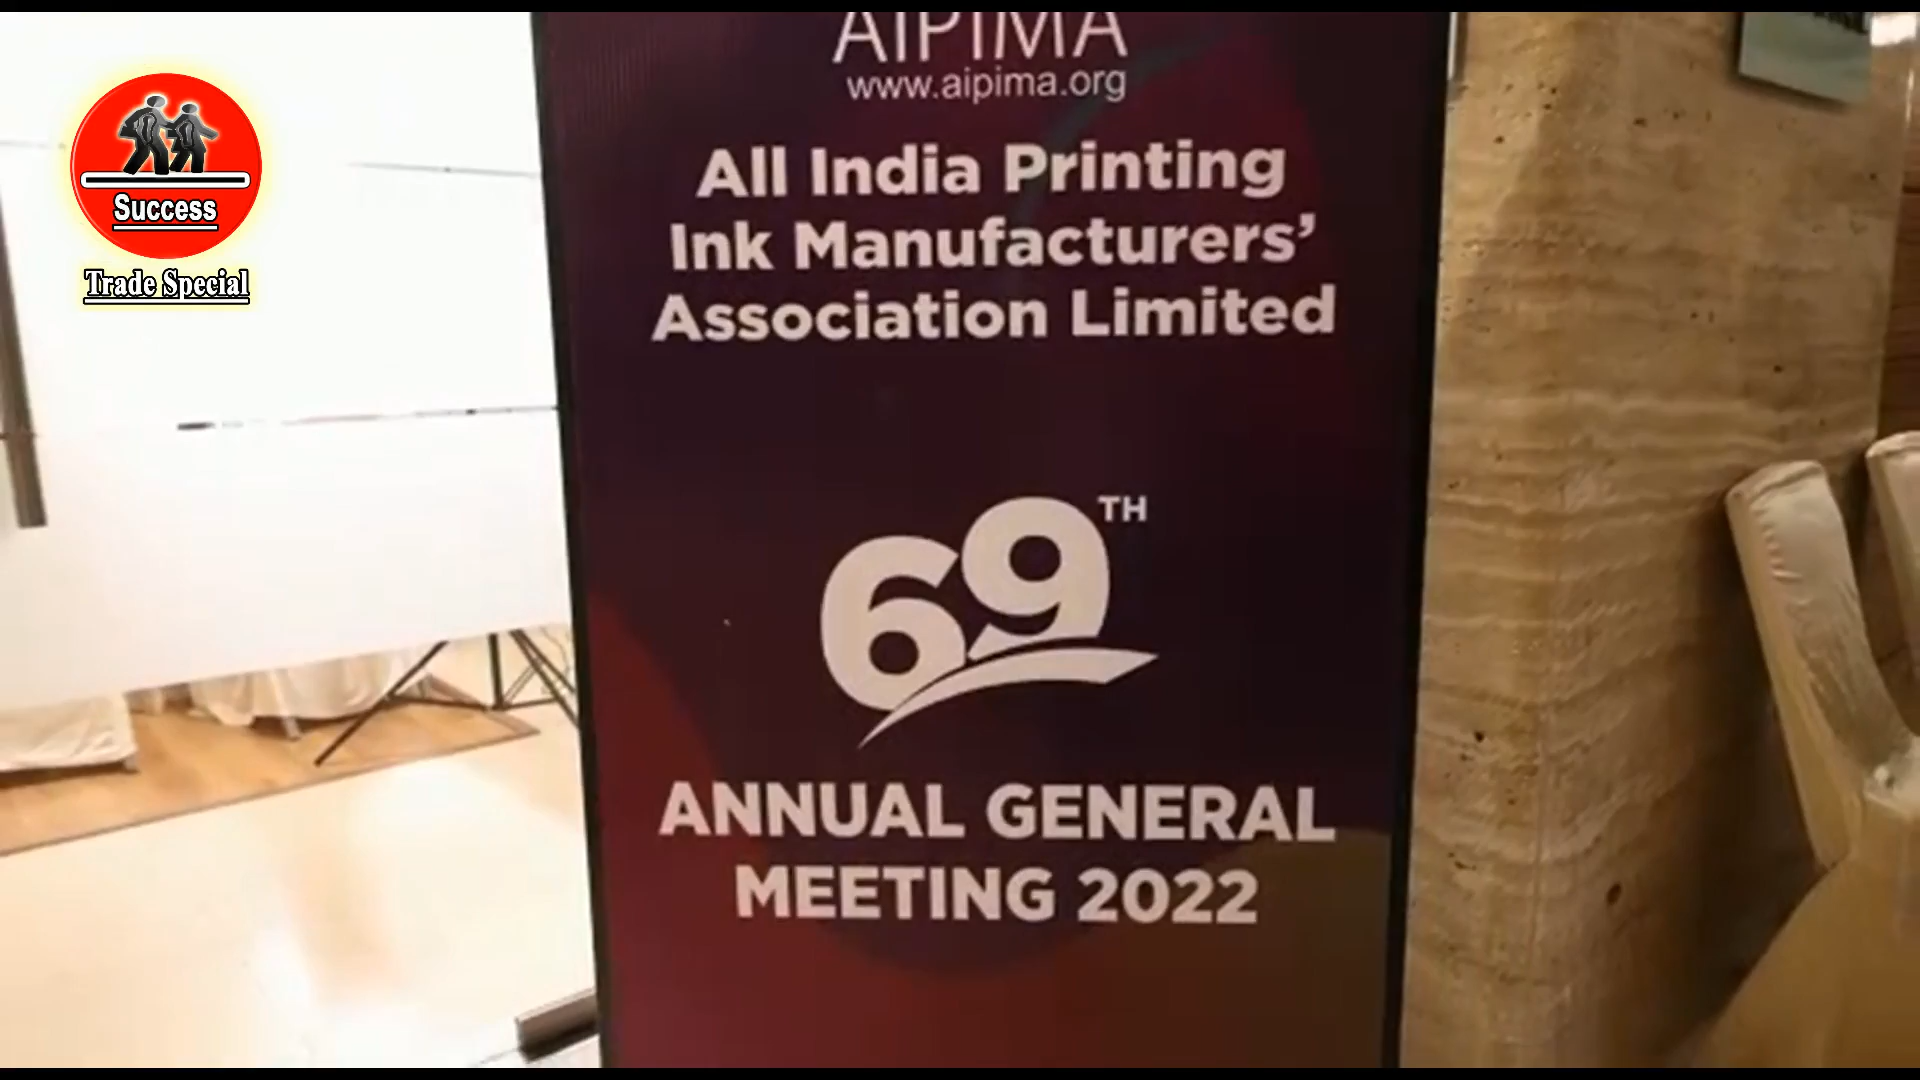 AIPIMA
www.aipima.org
All India Printing
Ink Manufacturers’
Association Limited
69TH
ANNUAL GENERAL
MEETING 2022
Success
Trade Special